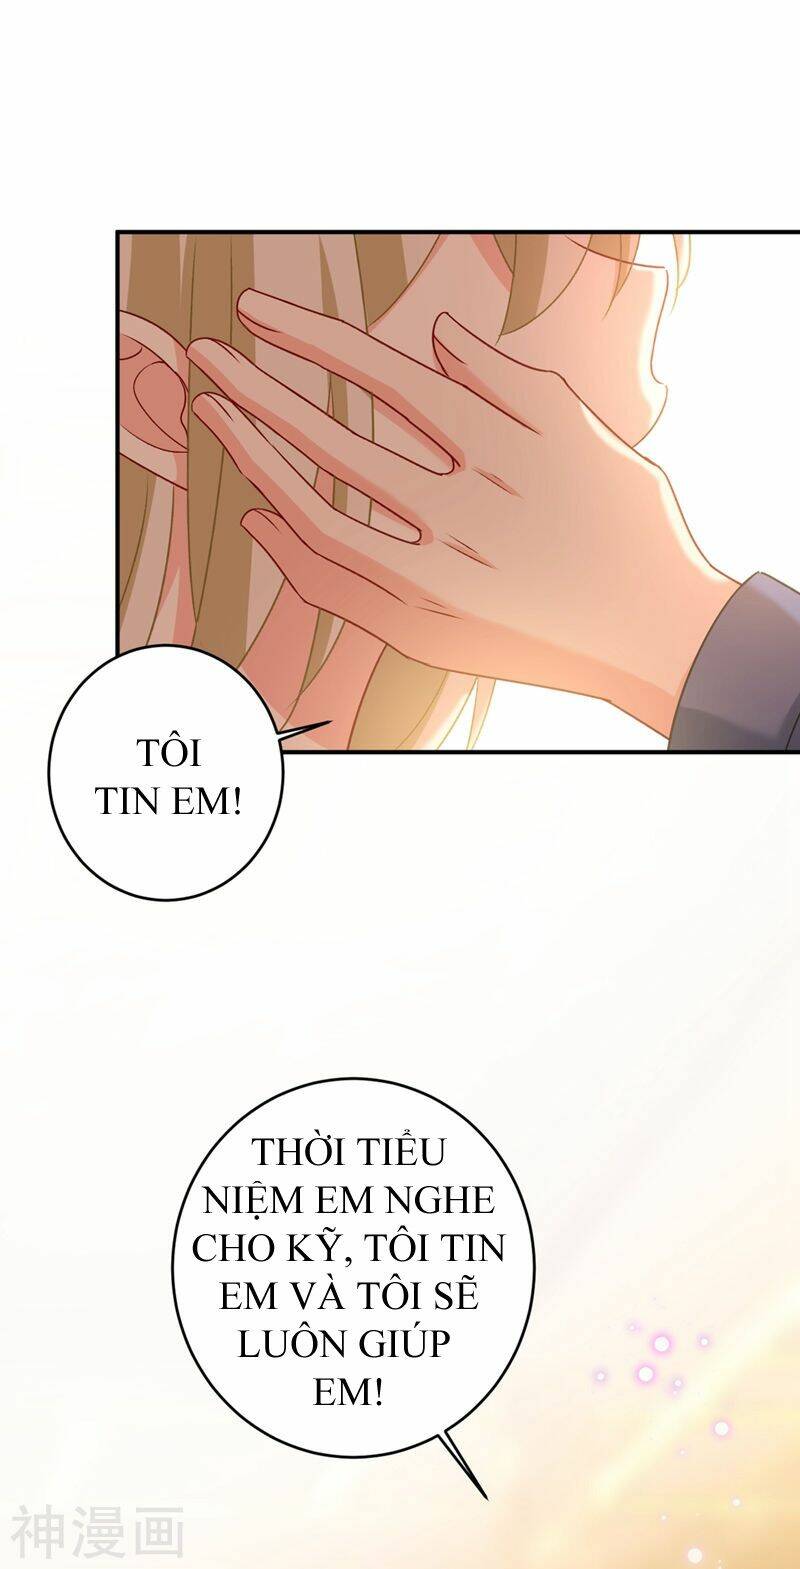 TÔI
TIN EM!
THỜI TIỂU
NIỆM EM NGHE
CHO KỸ, TÔI TIN
EM VÀ TÔI SẼ
LUÔN GIÚP
EM!
神漫画